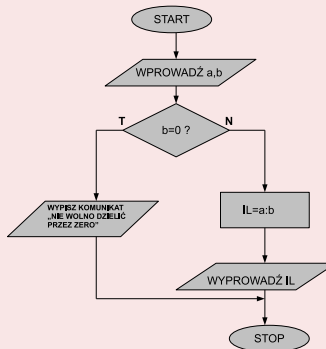 START
WPROWADŹ a,b
T
b=0 ?
N
WYPISZ KOMUNIKAT
„NIE WOLNO DZIELIĆ
PRZEZ ZERO"
IL=a:b
WYPROWADŹ IL
STOP